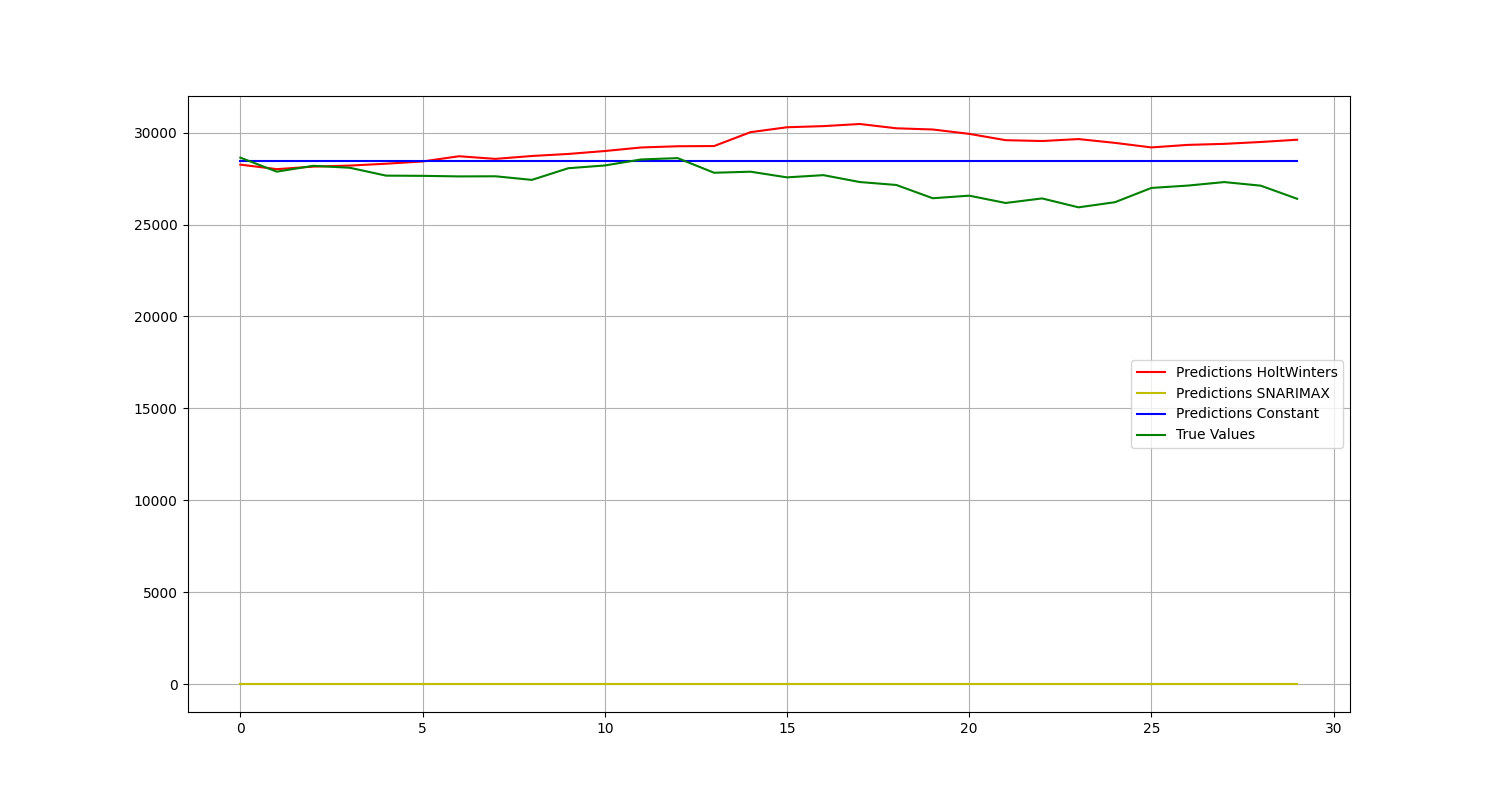 30000
25000
20000
15000
10000
5000
0
0 5 10 15 20 25 30
Predictions HoltWinters
Predictions SNARIMAX
Predictions Constant
True Values